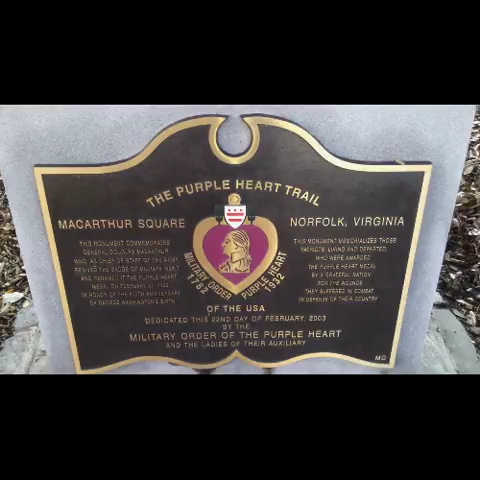 THE PURPLE HEART TRAIL
MACARTHUR SQUARE
NORFOLK, VIRGINIA
THIS MONUMENT COMMEMORATES
GENERAL DOUGLAS MACARTHUR
WHO, AS CHIEF OF STAFF OF THE ARMY
REVIVED THE BADGE OF MILITARY MERIT
AND RENAMED IT THE PURPLE HEART
MEDAL ON FEBRUARY 22, 1932
IN HONOR OF THE 200TH ANNIVERSARY
OF GEORGE WASHINGTON'S BIRTH.
THIS MONUMENT MEMORIALIZES THOSE
PATRIOTS, LIVING AND DEPARTED,
WHO WERE AWARDED
THE PURPLE HEART MEDAL
BY A GRATEFUL NATION
FOR THE WOUNDS
THEY SUFFERED IN COMBAT
IN DEFENSE OF THEIR COUNTRY
MILITARY ORDER PURPLE HEART
1782 1932
OF THE USA
DEDICATED THIS 22ND DAY OF FEBRUARY, 2003
BY THE
MILITARY ORDER OF THE PURPLE HEART
AND THE LADIES OF THEIR AUXILIARY
MG